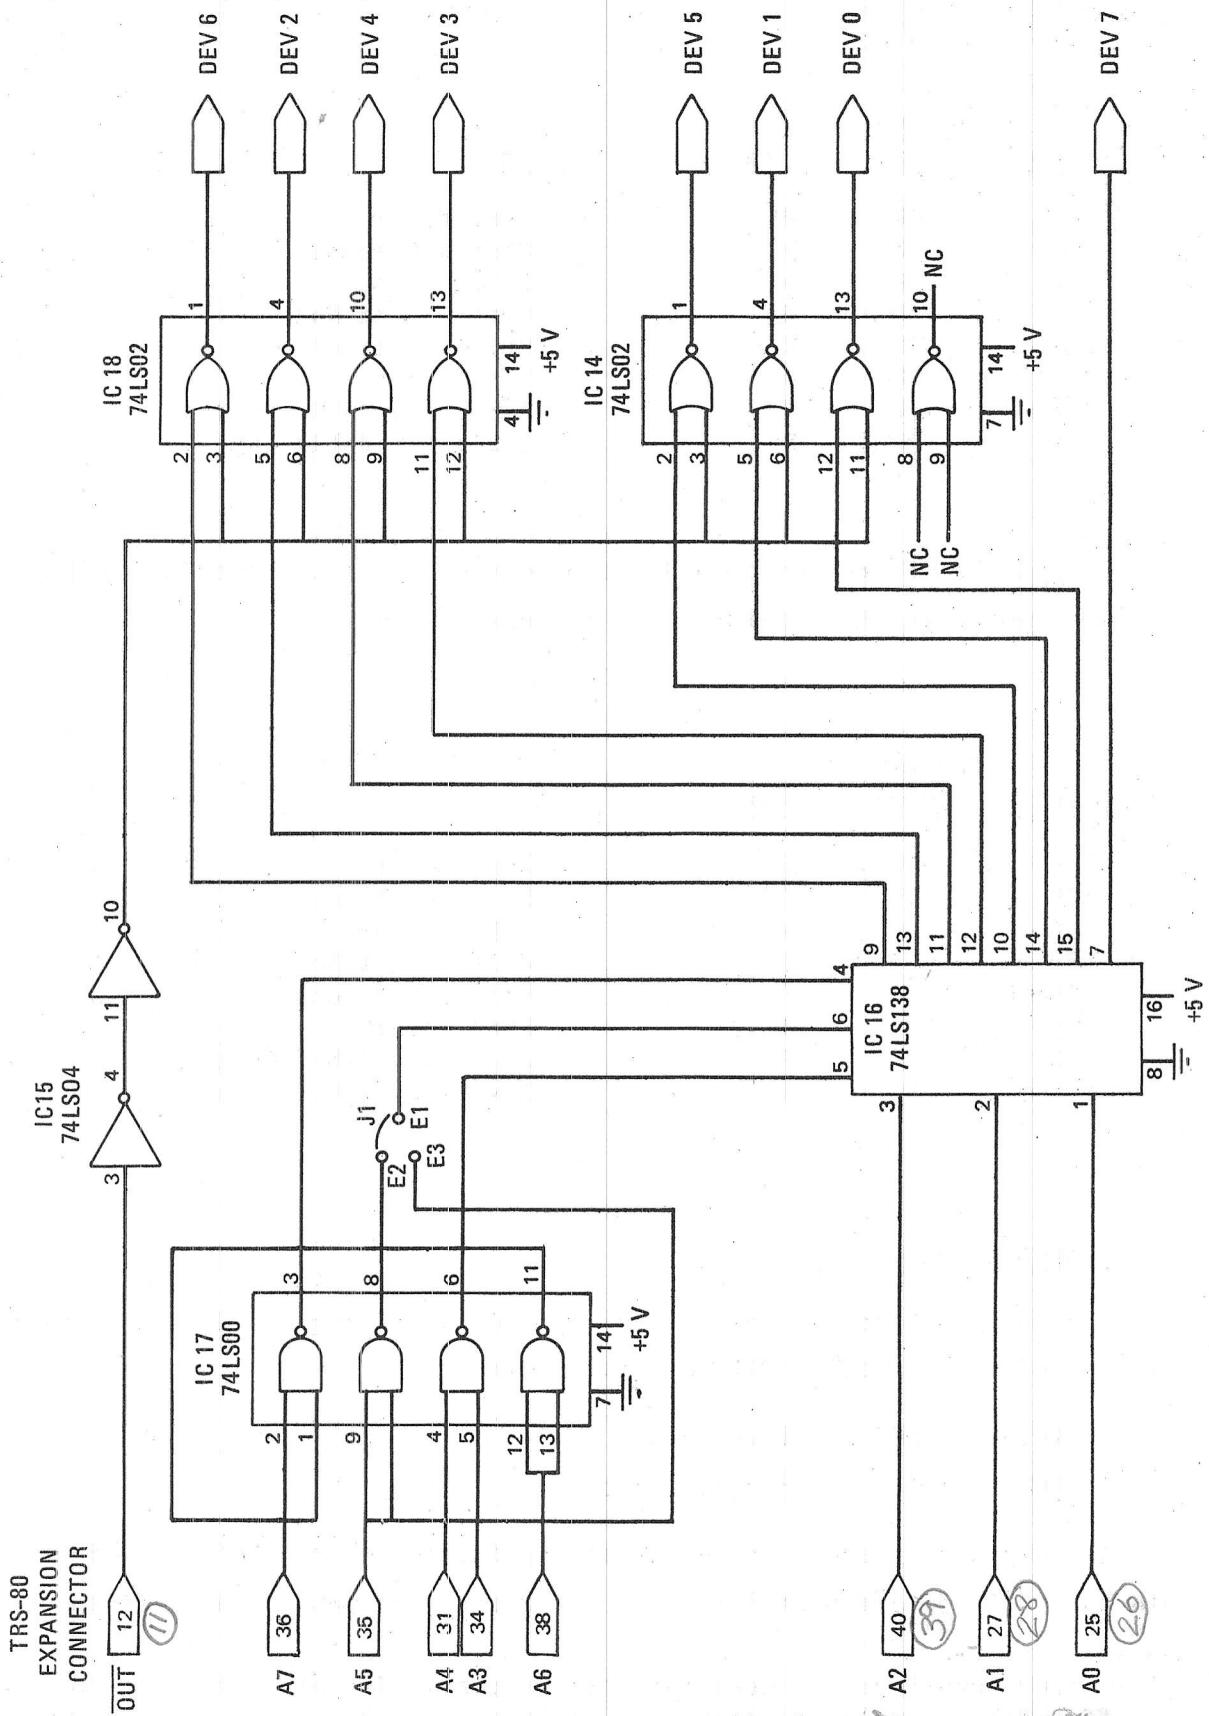 TRS-80
EXPANSION
CONNECTOR
OUT
12
11
3
IC15
74LS04
4
11
10
A7
36
A5
35
A4
31
A3
34
A6
38
2
1
9
4
5
12
13
IC 17
74LS00
3
8
6
11
7
14
+5 V
J1
E2
E1
E3
A2
40
39
A1
27
28
A0
25
26
3
2
1
5
6
4
IC 16
74LS138
8
16
+5 V
9
13
11
12
10
14
15
7
IC 18
74LS02
2
3
5
6
8
9
11
12
1
4
10
13
4
14
+5 V
DEV 6
DEV 2
DEV 4
DEV 3
IC 14
74LS02
2
3
5
6
12
11
8
9
NC
NC
1
4
13
10
NC
7
14
+5 V
DEV 5
DEV 1
DEV 0
DEV 7